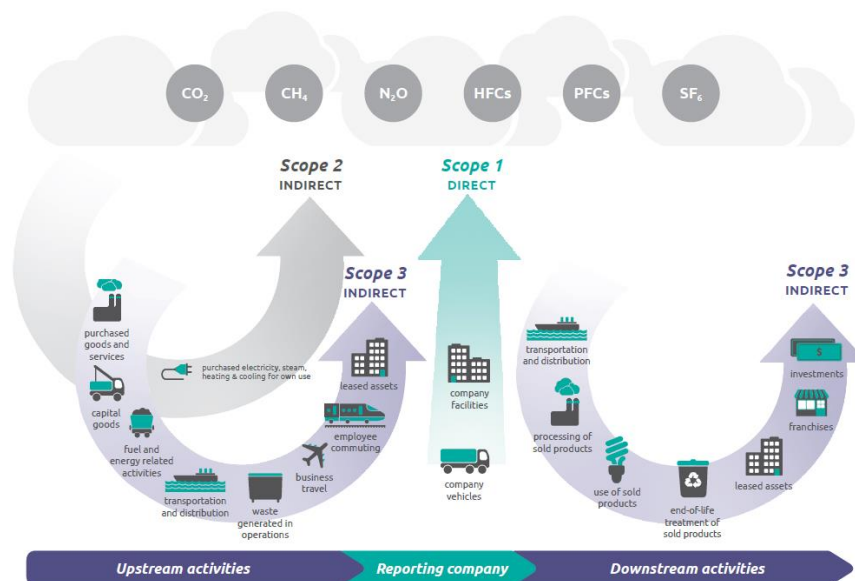 CO₂
CH₄
N₂O
HFCs
PFCs
SF₆
Scope 2
INDIRECT
Scope 1
DIRECT
Scope 3
INDIRECT
Scope 3
INDIRECT
purchased
goods and
services
capital
goods
fuel and
energy related
activities
transportation
and distribution
waste
generated in
operations
business
travel
employee
commuting
leased assets
purchased electricity, steam,
heating & cooling for own use
company
facilities
company
vehicles
transportation
and distribution
processing of
sold products
use of sold
products
end-of-life
treatment of
sold products
leased assets
franchises
investments
$
Upstream activities
Reporting company
Downstream activities